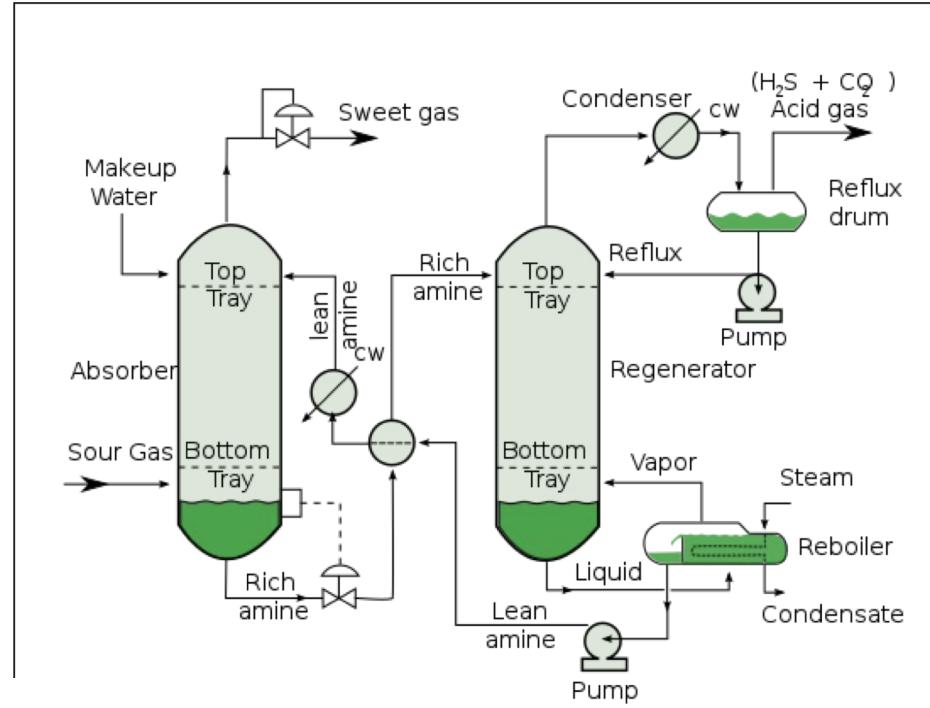 (H2S + CO2)
Acid gas
Condenser
cw
Sweet gas
Makeup
Water
Reflux
drum
Rich
amine
Reflux
Top
Tray
lean
amine
Top
Tray
Pump
cw
Absorber
Regenerator
Sour Gas
Bottom
Tray
Bottom
Tray
Vapor
Steam
Reboiler
Rich
amine
Liquid
Condensate
Lean
amine
Pump